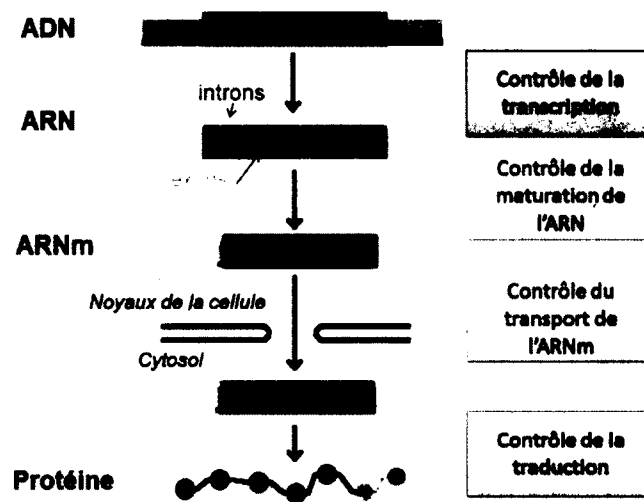 ADN
Contrôle de la
transcription
introns
ARN
Contrôle de la
maturation de
l'ARN
ARNm
Noyaux de la cellule
Contrôle du
transport de
l'ARNm
Cytosol
Contrôle de la
traduction
Protéine